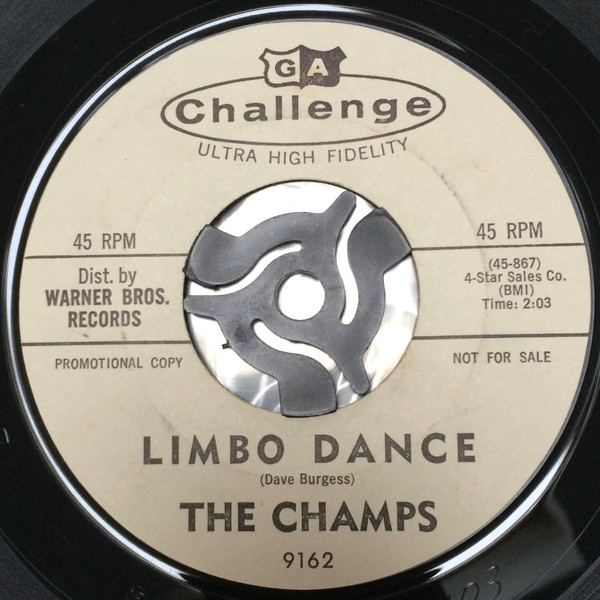 GA
Challenge
ULTRA HIGH FIDELITY
45 RPM
45 RPM
Dist. by
WARNER BROS.
RECORDS
(45-867)
4-Star Sales Co.
(BMI)
Time: 2:03
PROMOTIONAL COPY
NOT FOR SALE
LIMBO DANCE
(Dave Burgess)
THE CHAMPS
9162